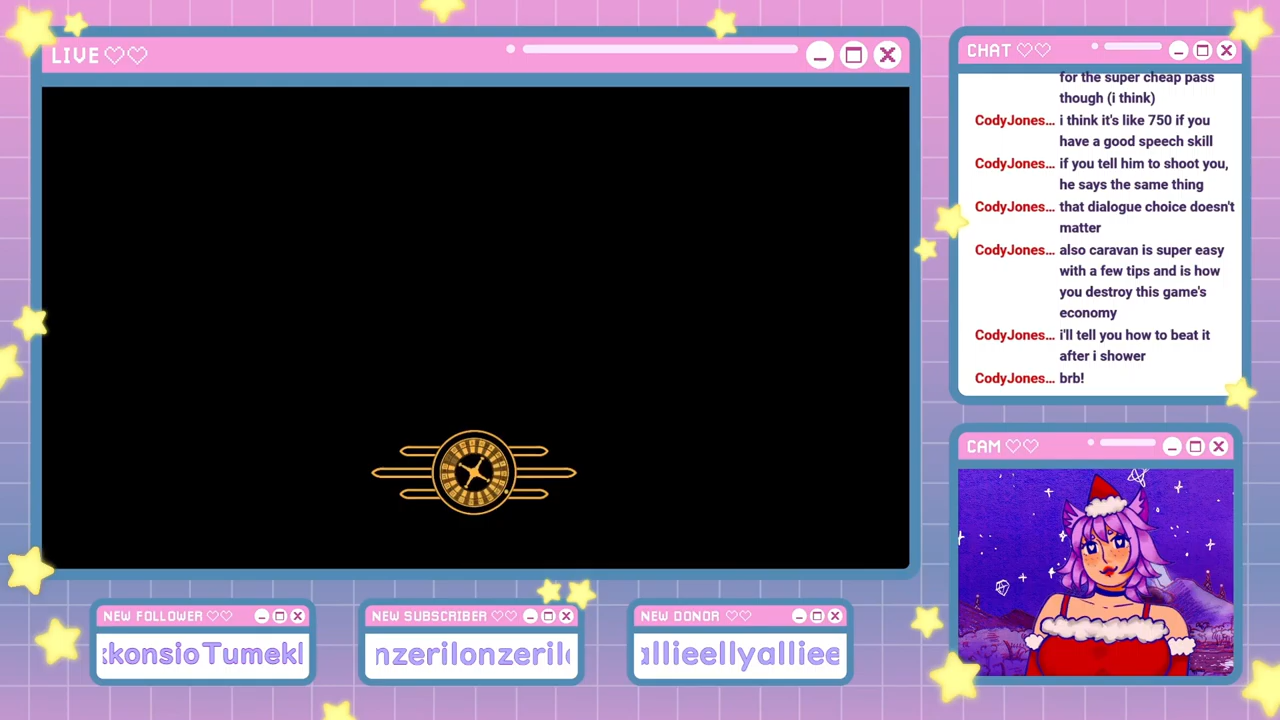 LIVE
CHAT
for the super cheap pass
though (i think)
CodyJones... i think it's like 750 if you
have a good speech skill
CodyJones... if you tell him to shoot you,
he says the same thing
CodyJones... that dialogue choice doesn't
matter
CodyJones... also caravan is super easy
with a few tips and is how
you destroy this game's
economy
CodyJones... i'll tell you how to beat it
after i shower
CodyJones... brb!
CAM
NEW FOLLOWER
konsioTumekl
NEW SUBSCRIBER
nzerilonzeril
NEW DONOR
allieellyalliee